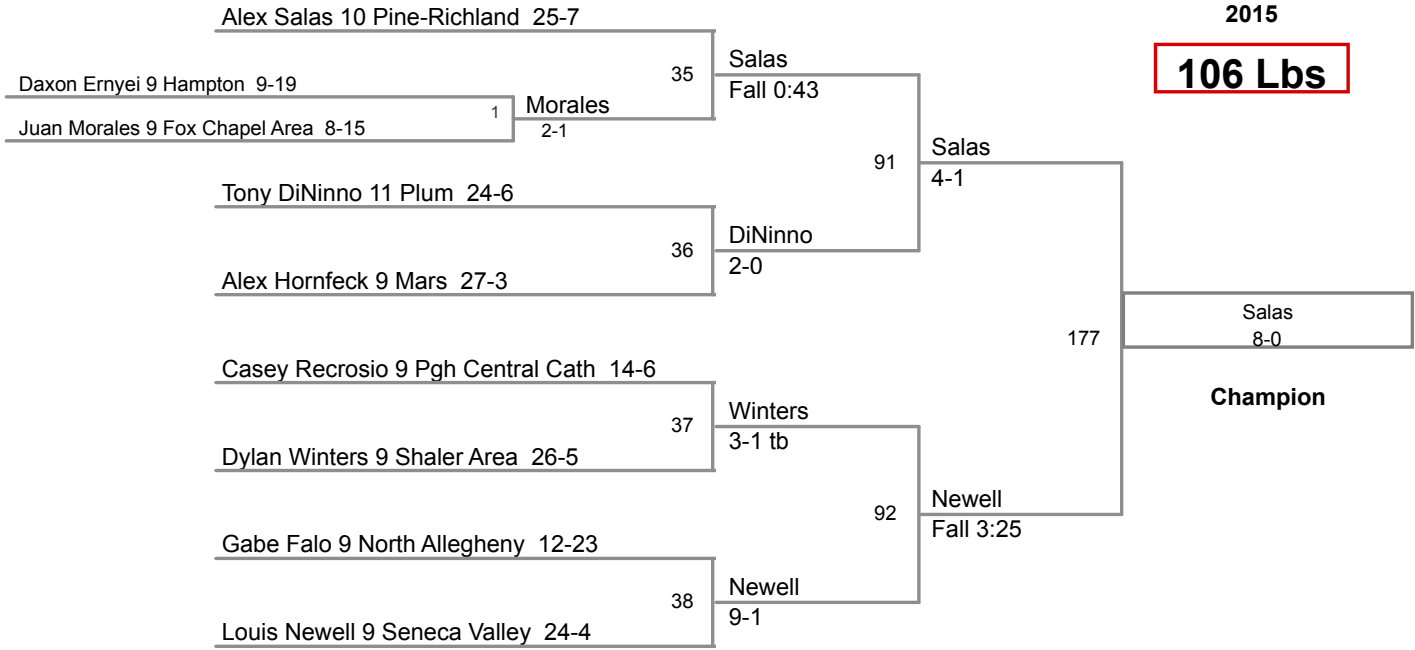 Alex Salas 10 Pine-Richland 25-7
2015
Salas
35
Fall 0:43
106 Lbs
Daxon Ernyei 9 Hampton 9-19
1
Morales
Juan Morales 9 Fox Chapel Area 8-15
2-1
Salas
91
4-1
Tony DiNinno 11 Plum 24-6
DiNinno
36
2-0
Alex Hornfeck 9 Mars 27-3
Salas
177
8-0
Casey Recrosio 9 Pgh Central Cath 14-6
Champion
Winters
37
3-1 tb
Dylan Winters 9 Shaler Area 26-5
Newell
92
Fall 3:25
Gabe Falo 9 North Allegheny 12-23
Newell
38
9-1
Louis Newell 9 Seneca Valley 24-4